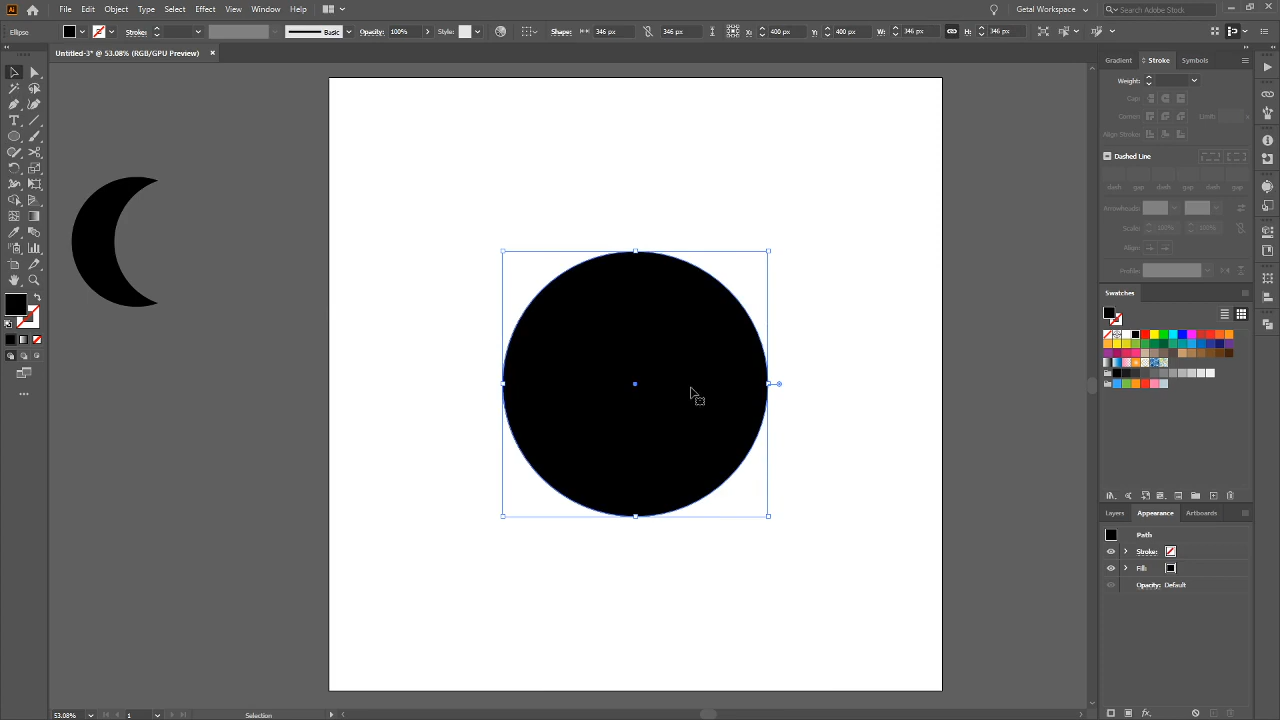 Ai File Edit Object Type Select Effect View Window Help Getal Workspace Search Adobe Stock
Ellipse Stroke: Basic Opacity: 100% Style: Shape: 346 px 346 px X: 400 px Y: 400 px W: 346 px H: 346 px
Untitled-3* @ 53.08% (RGB/GPU Preview) ×
Gradient Stroke Symbols
Weight:
Cap:
Corner: Limit:
Align Stroke:
Dashed Line
dash gap dash gap dash gap
Arrowheads:
Scale: 100% 100%
Align:
Profile:
Swatches
Layers Appearance Artboards
Path
Stroke:
Fill:
Opacity: Default
53.08% 1 Selection